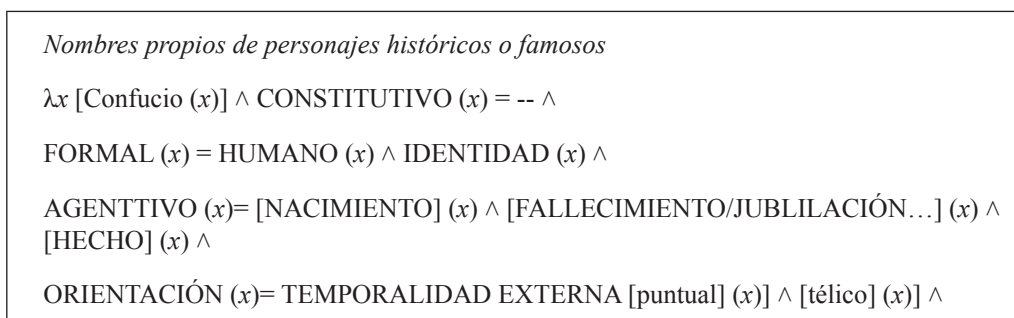 Nombres propios de personajes históricos o famosos
λx [Confucio (x)] ^ CONSTITUTIVO (x) = -- ^
FORMAL (x) = HUMANO (x) ^ IDENTIDAD (x) ^
AGENTTIVO (x)= [NACIMIENTO] (x) ^ [FALLECIMIENTO/JUBLILACIÓN…] (x) ^
[HECHO] (x) ^
ORIENTACIÓN (x)= TEMPORALIDAD EXTERNA [puntual] (x)] ^ [télico] (x)] ^